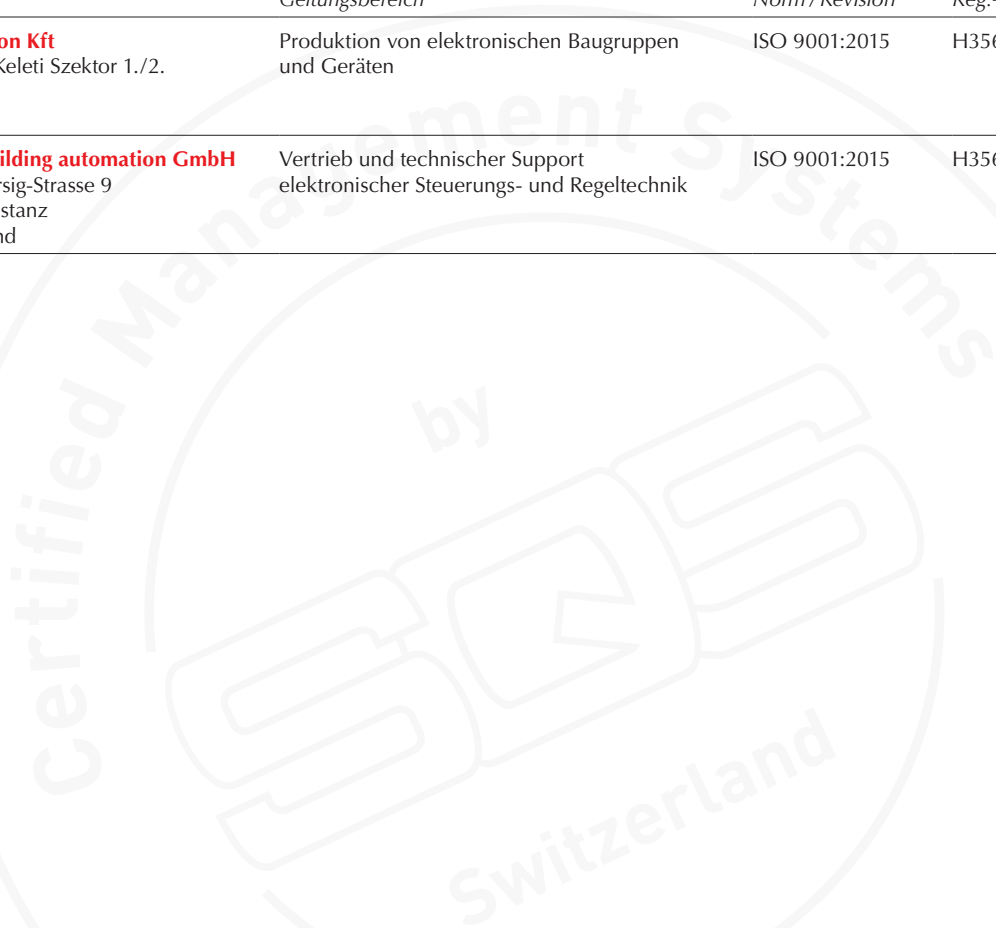 Geltungsbereich Norm / Revision Reg.-
on Kft Produktion von elektronischen Baugruppen ISO 9001:2015 H356
Keleti Szektor 1./2. und Geräten
ilding automation GmbH Vertrieb und technischer Support ISO 9001:2015 H356
rsig-Strasse 9 elektronischer Steuerungs- und Regeltechnik
stanz
nd
Certified Management Systems
by
SQS
Switzerland